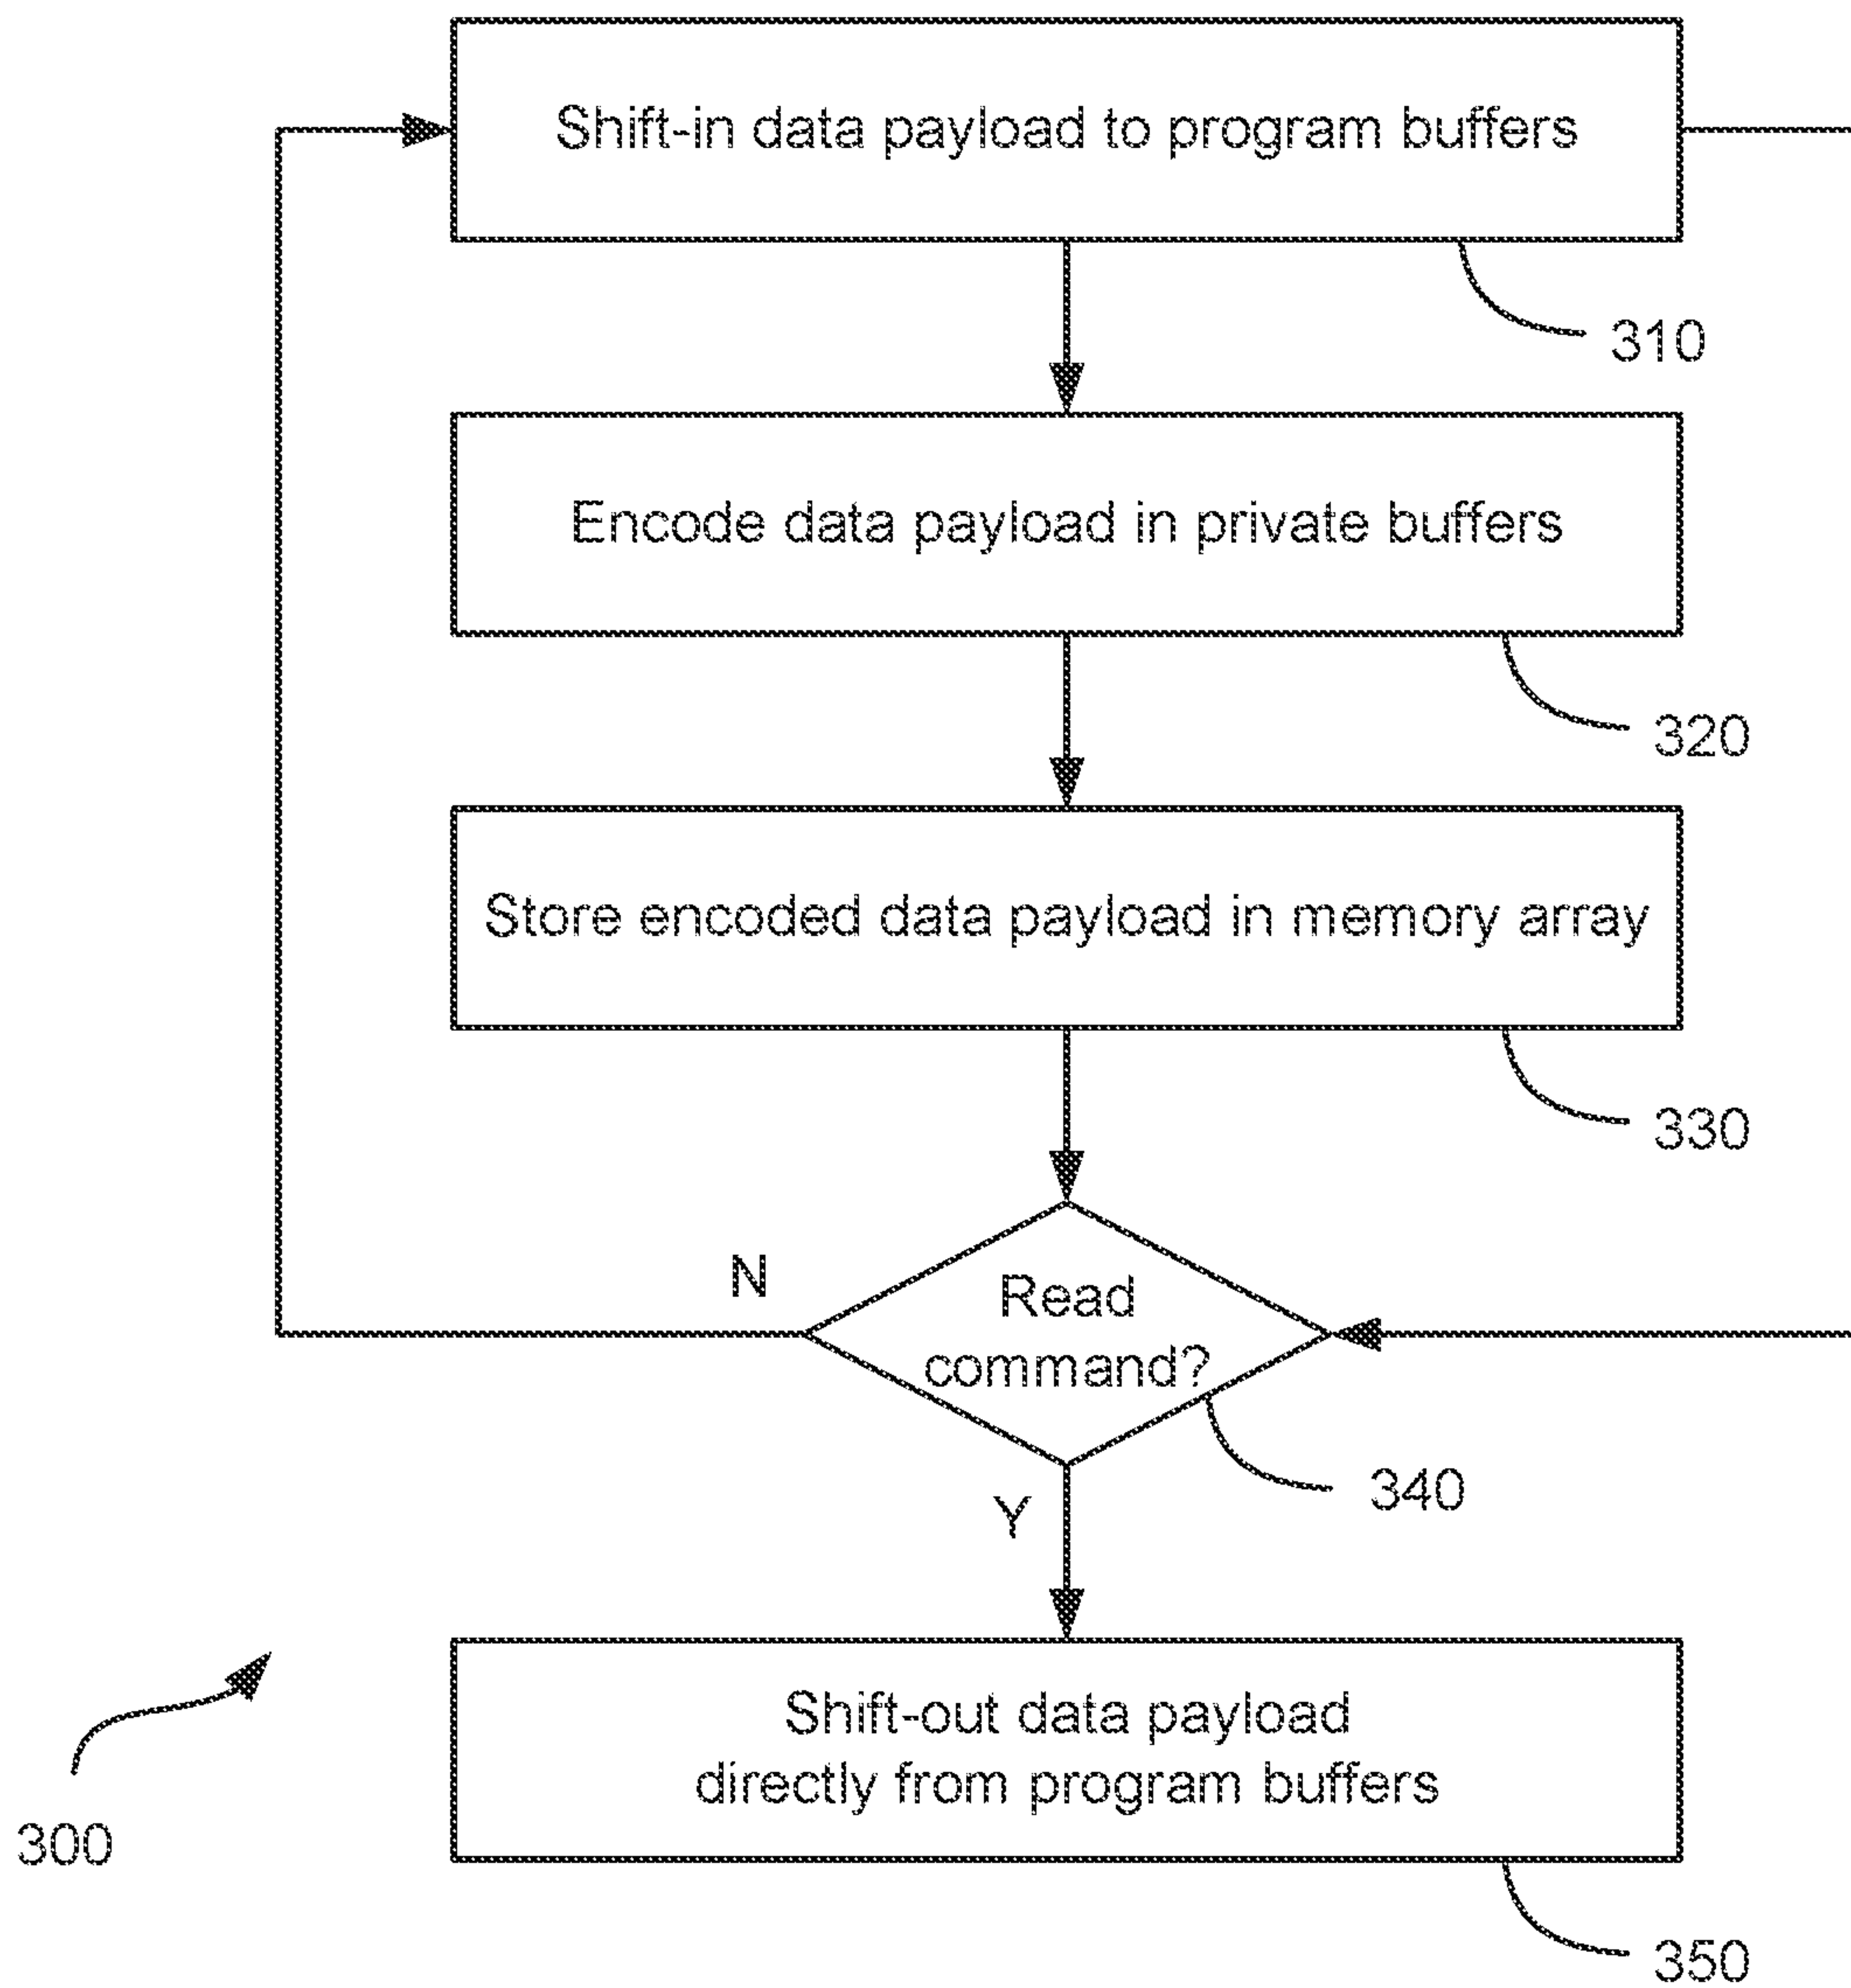 Shift-in data payload to program buffers
310
Encode data payload in private buffers
320
Store encoded data payload in memory array
330
N
Read
command?
340
Y
Shift-out data payload
directly from program buffers
300
350